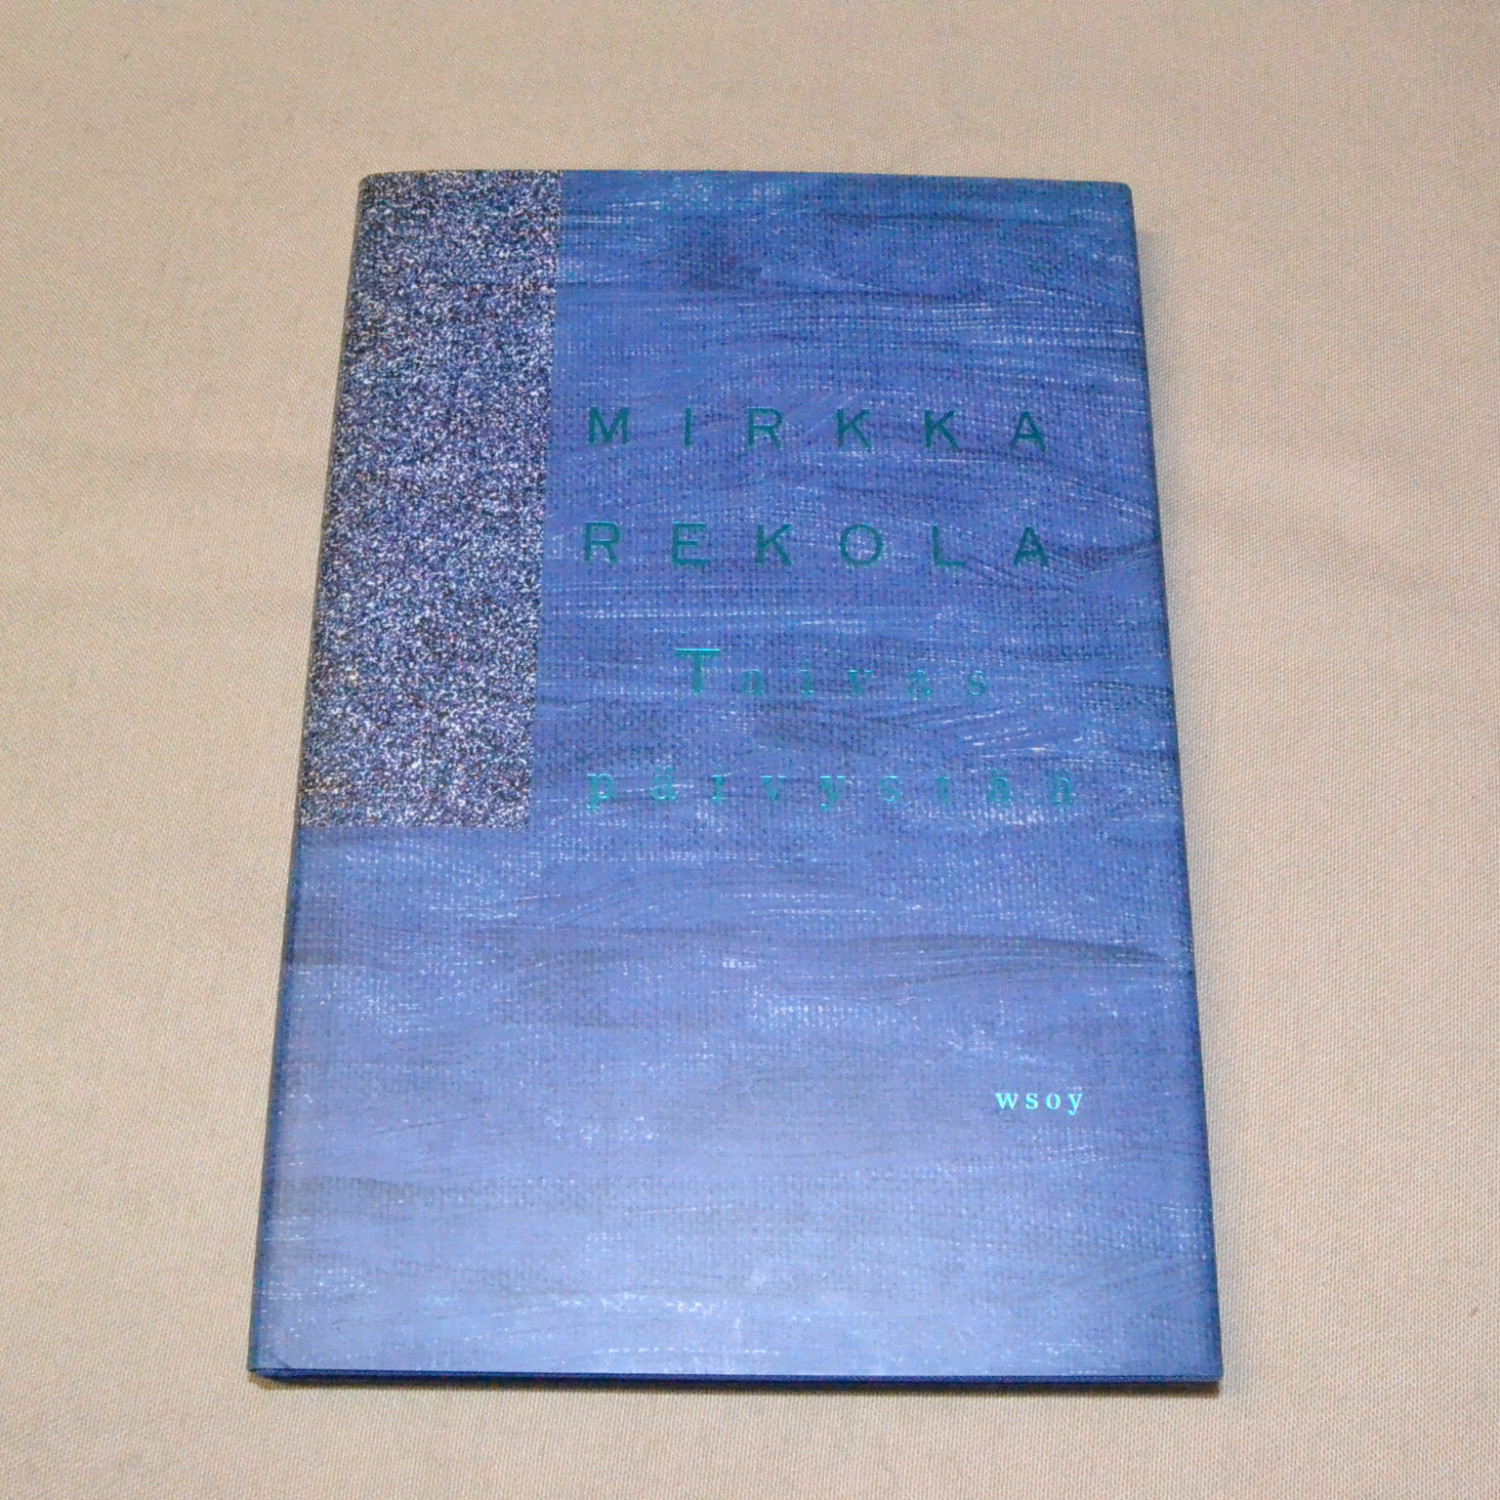 MIRKKA
REKOLA
Taivas
päivystää
wsoy